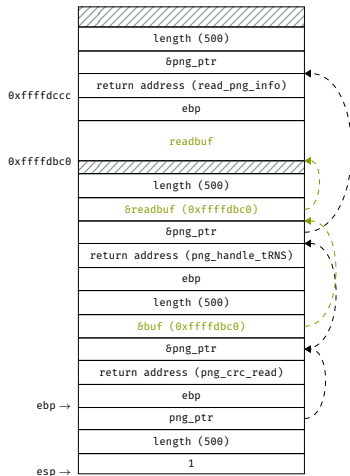 length (500)
&png_ptr
return address (read_png_info)
0xffffdccc
ebp
readbuf
0xffffdbc0
length (500)
&readbuf (0xffffdbc0)
&png_ptr
return address (png_handle_tRNS)
ebp
length (500)
&buf (0xffffdbc0)
&png_ptr
return address (png_crc_read)
ebp
ebp →
png_ptr
length (500)
1
esp →